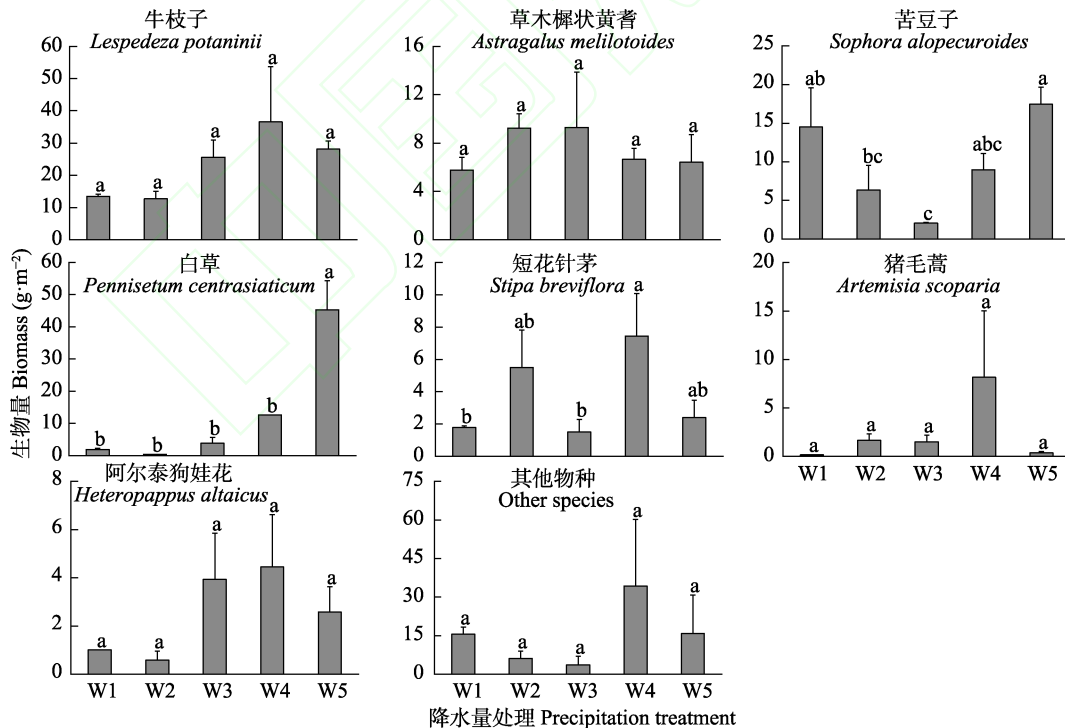 牛枝子
Lespedeza potaninii
60
50
40
30
20
10
0
a
a
a
a
a
草木樨状黄耆
Astragalus melilotoides
16
12
8
4
0
a
a
a
a
a
苦豆子
Sophora alopecuroides
25
20
15
10
5
0
ab
bc
c
abc
a
生物量 Biomass (g·m⁻²)
白草
Pennisetum centrasiaticum
60
50
40
30
20
10
0
b
b
b
b
a
短花针茅
Stipa breviflora
12
10
8
6
4
2
0
b
ab
b
a
ab
猪毛蒿
Artemisia scoparia
20
15
10
5
0
a
a
a
a
a
W1 W2 W3 W4 W5
阿尔泰狗娃花
Heteropappus altaicus
8
6
4
2
0
a
a
a
a
a
W1 W2 W3 W4 W5
其他物种
Other species
75
60
45
30
15
0
a
a
a
a
a
W1 W2 W3 W4 W5
降水量处理 Precipitation treatment